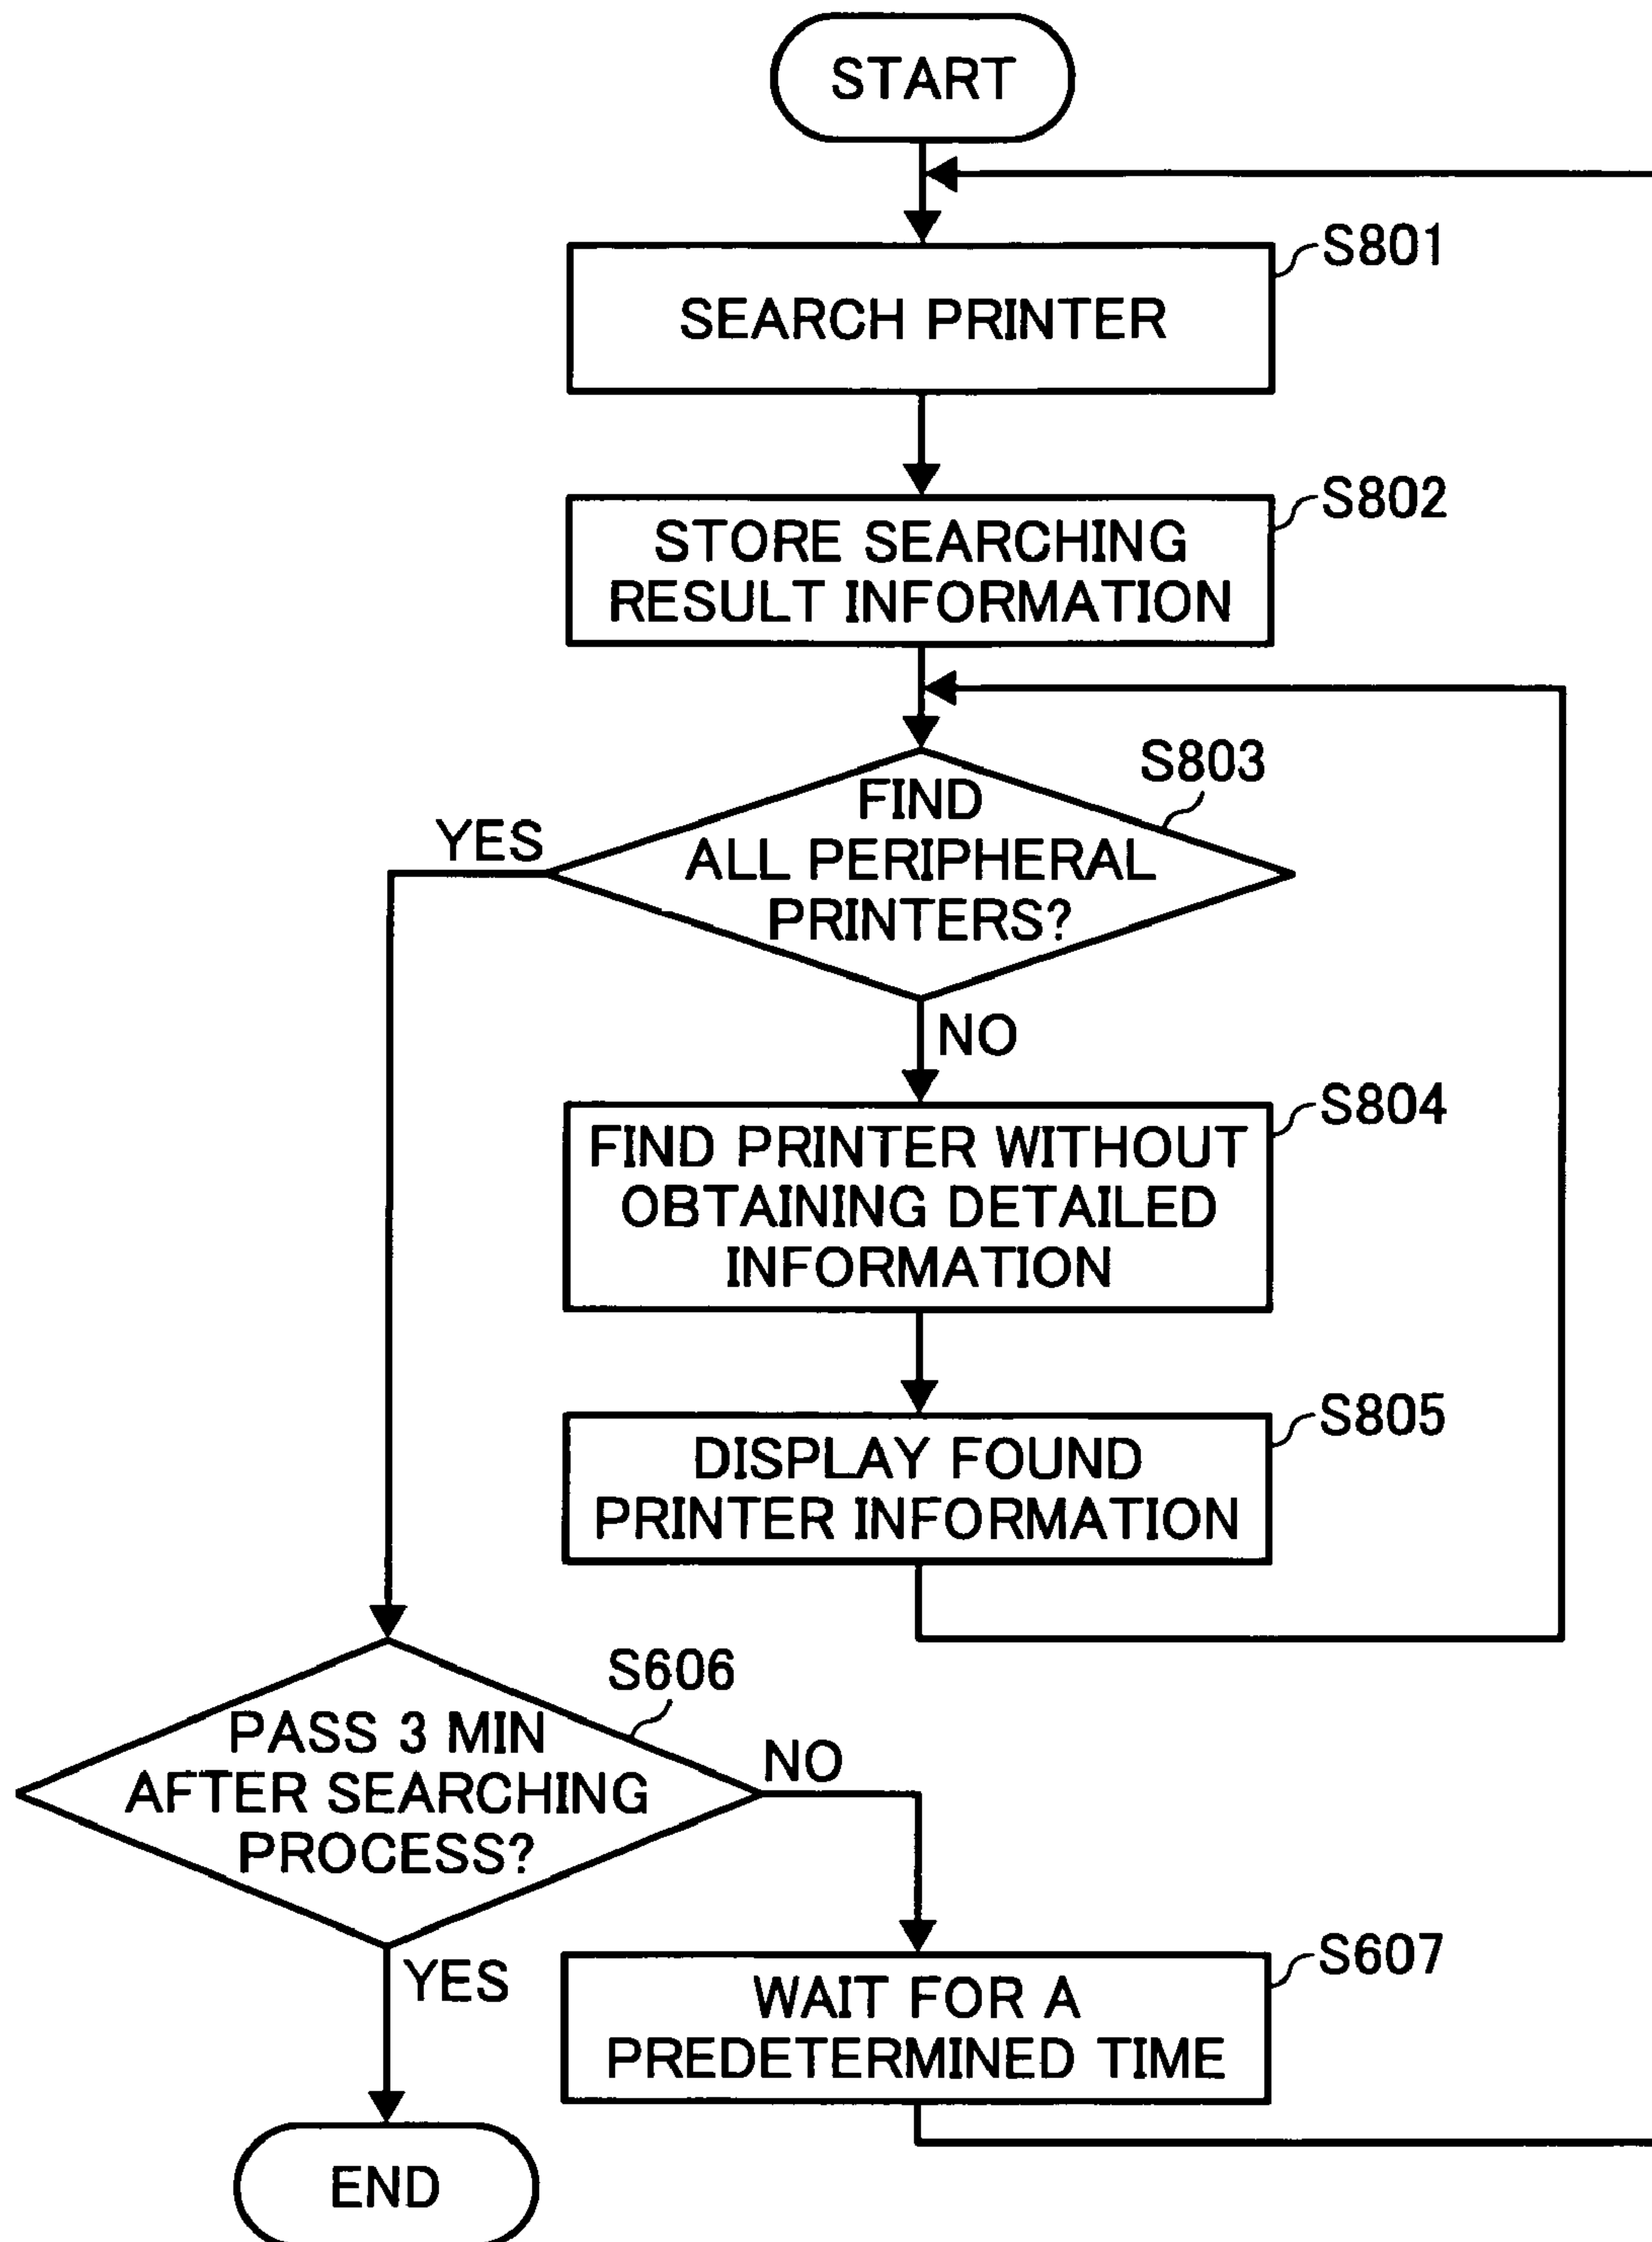 START
S801
SEARCH PRINTER
S802
STORE SEARCHING
RESULT INFORMATION
S803
FIND
ALL PERIPHERAL
PRINTERS?
YES
NO
S804
FIND PRINTER WITHOUT
OBTAINING DETAILED
INFORMATION
S805
DISPLAY FOUND
PRINTER INFORMATION
S606
PASS 3 MIN
AFTER SEARCHING
PROCESS?
NO
YES
S607
WAIT FOR A
PREDETERMINED TIME
END